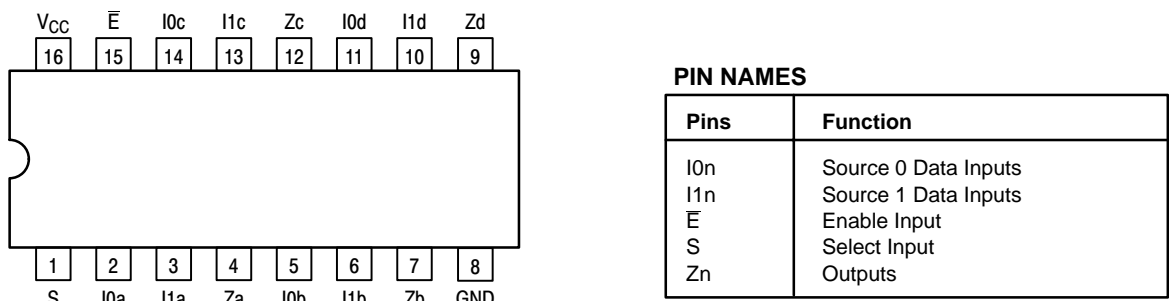 VCC E̅ I0c I1c Zc I0d I1d Zd
16 15 14 13 12 11 10 9
1 2 3 4 5 6 7 8
S I0a I1a Za I0b I1b Zb GND
PIN NAMES
Pins Function
I0n Source 0 Data Inputs
I1n Source 1 Data Inputs
E̅ Enable Input
S Select Input
Zn Outputs